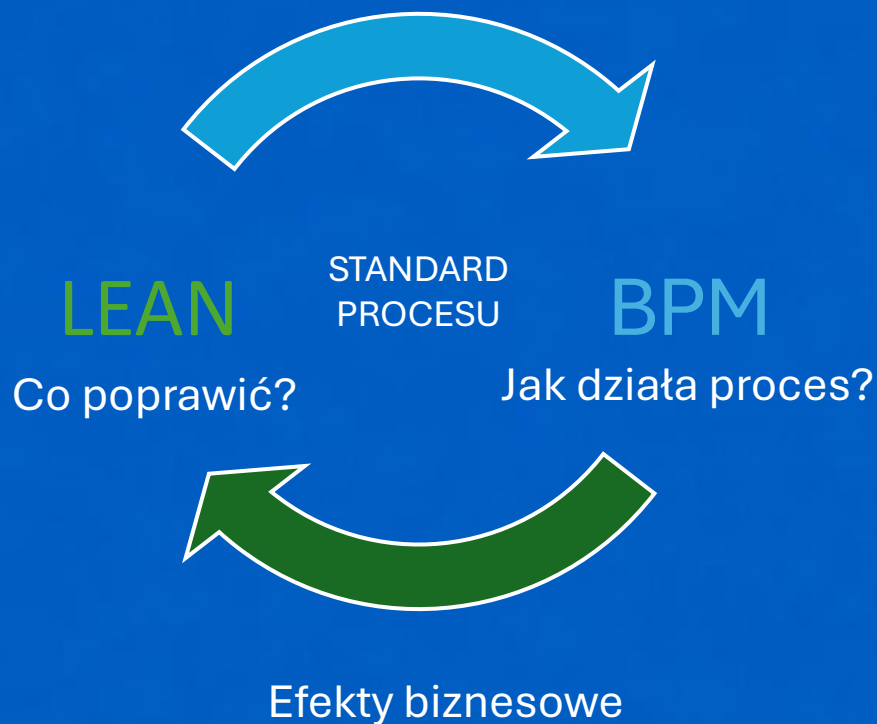 STANDARD
PROCESU
LEAN
Co poprawić?
BPM
Jak działa proces?
Efekty biznesowe